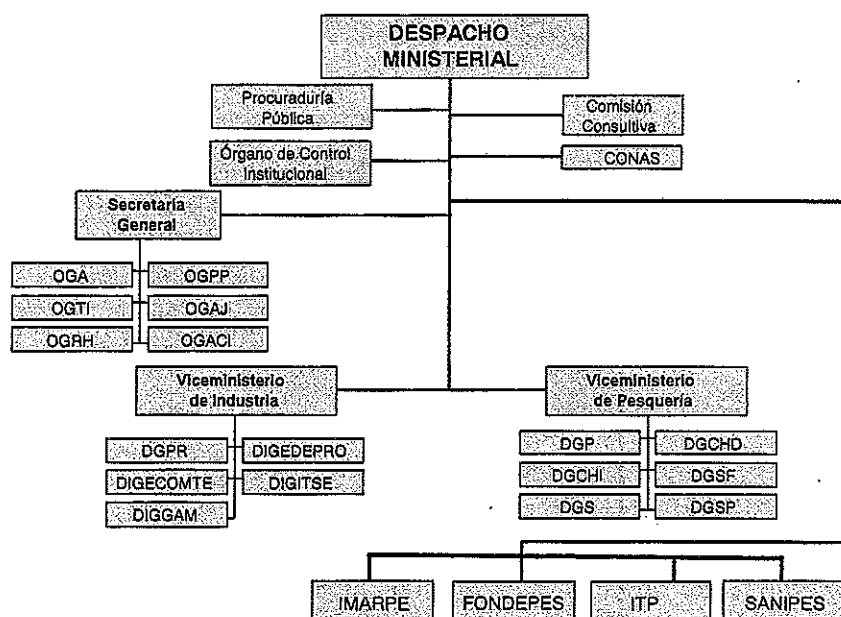 DESPACHO
MINISTERIAL
Procuraduría
Pública
Comisión
Consultiva
Órgano de Control
Institucional
CONAS
Secretaría
General
OGA
OGPP
OGTI
OGAJ
OGRH
OGACI
Viceministerio
de Industria
Viceministerio
de Pesquería
DGPR
DIGEDEPRO
DIGECOMTE
DIGITSE
DIGGAM
DGP
DGCHD
DGCHI
DGSF
DGS
DGSP
IMARPE
FONDEPES
ITP
SANIPES